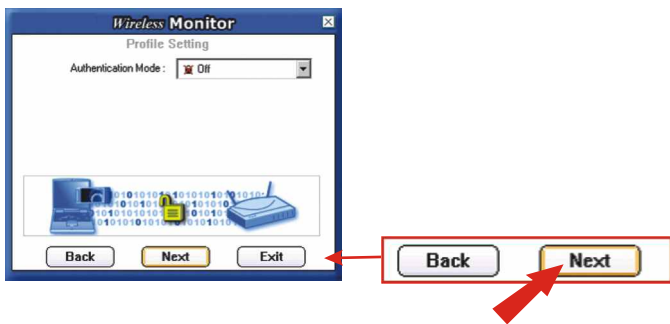 Wireless Monitor
Profile Setting
Authentication Mode : Off
Back Next Exit
Back Next